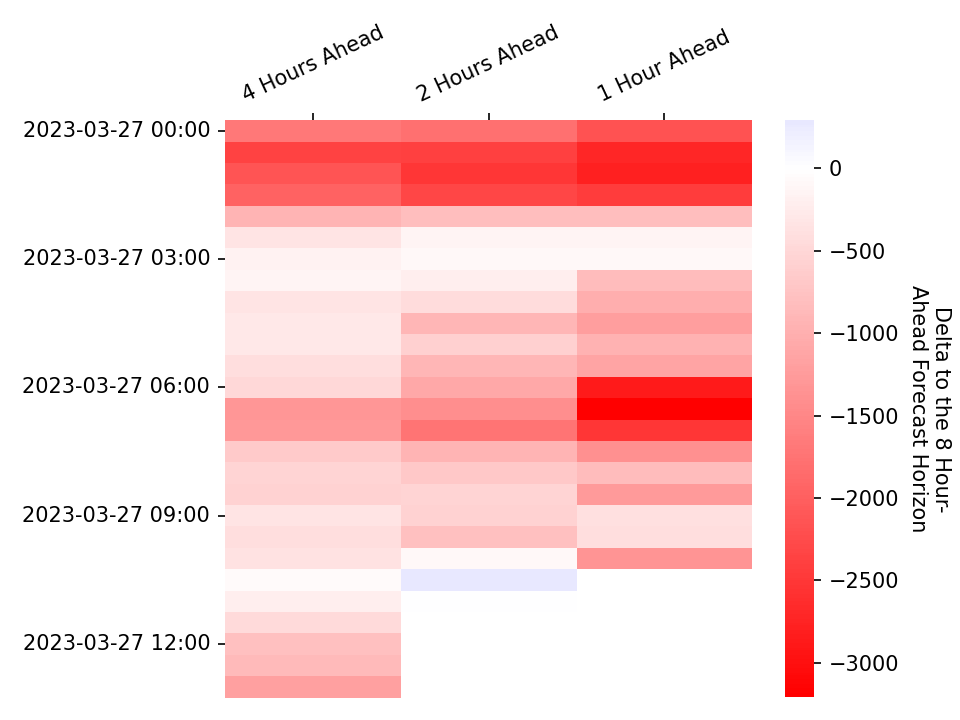 4 Hours Ahead
2 Hours Ahead
1 Hour Ahead
2023-03-27 00:00
2023-03-27 03:00
2023-03-27 06:00
2023-03-27 09:00
2023-03-27 12:00
0
−500
−1000
−1500
−2000
−2500
−3000
Delta to the 8 Hour-
Ahead Forecast Horizon